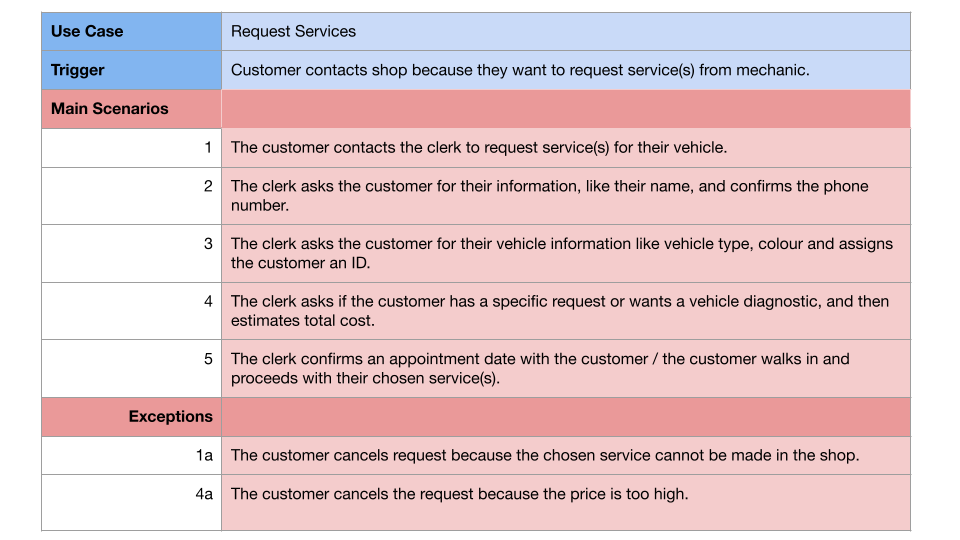 Use Case
Request Services
Trigger
Customer contacts shop because they want to request service(s) from mechanic.
Main Scenarios
1
The customer contacts the clerk to request service(s) for their vehicle.
2
The clerk asks the customer for their information, like their name, and confirms the phone
number.
3
The clerk asks the customer for their vehicle information like vehicle type, colour and assigns
the customer an ID.
4
The clerk asks if the customer has a specific request or wants a vehicle diagnostic, and then
estimates total cost.
5
The clerk confirms an appointment date with the customer / the customer walks in and
proceeds with their chosen service(s).
Exceptions
1a
The customer cancels request because the chosen service cannot be made in the shop.
4a
The customer cancels the request because the price is too high.